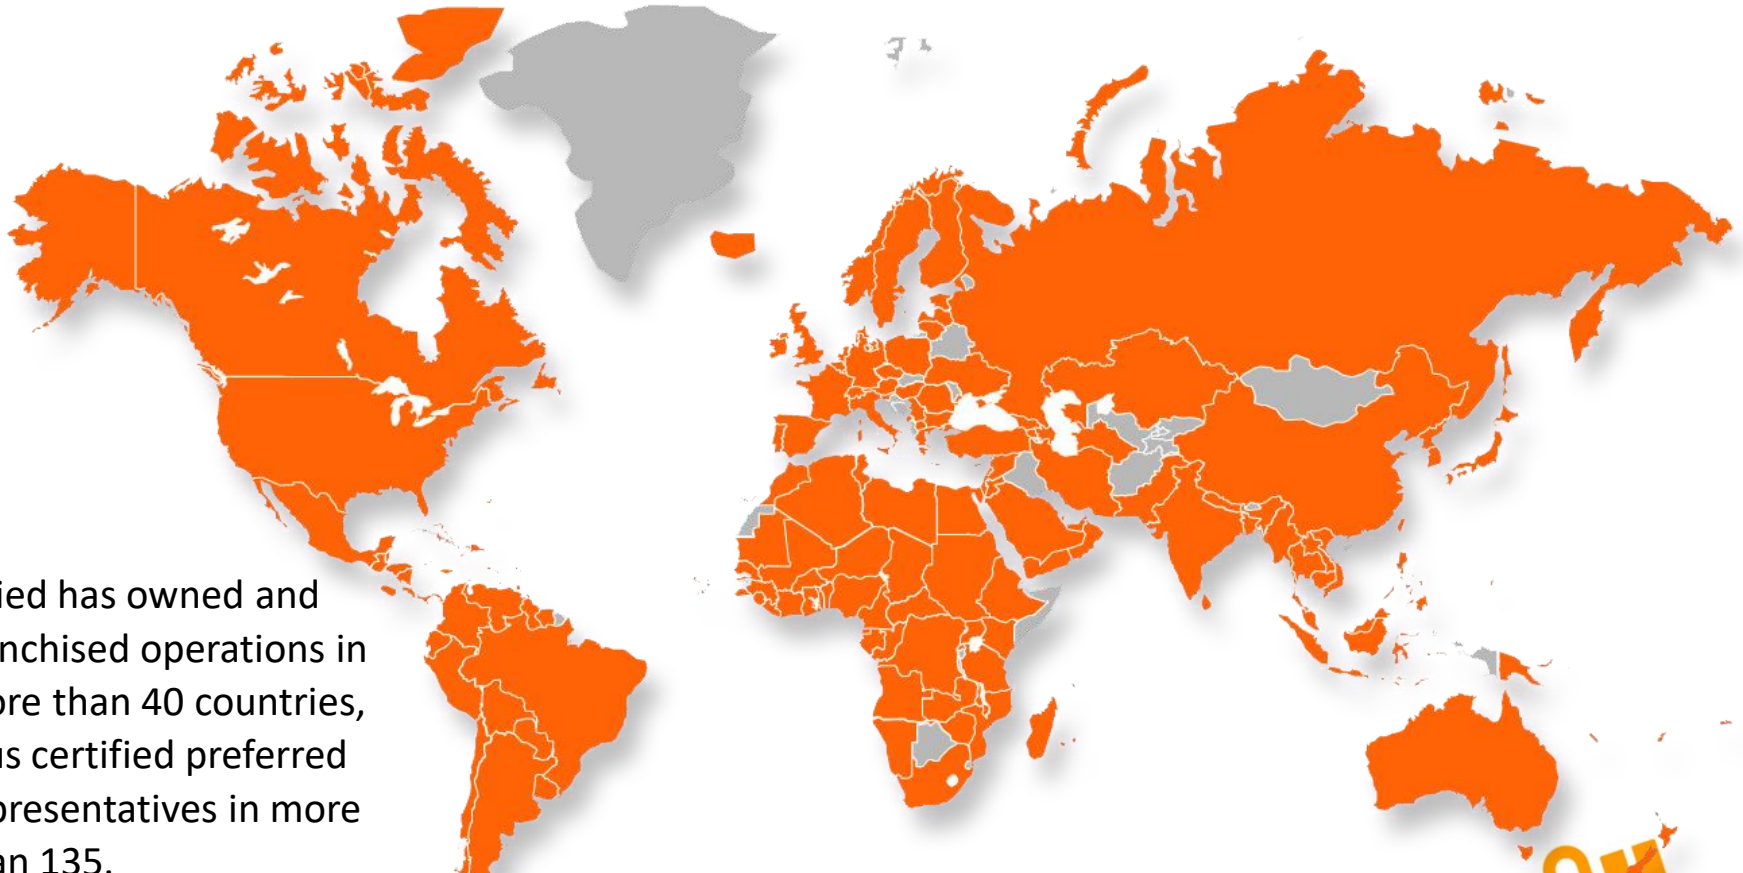 ied has owned and
nchised operations in
ore than 40 countries,
us certified preferred
presentatives in more
an 135.